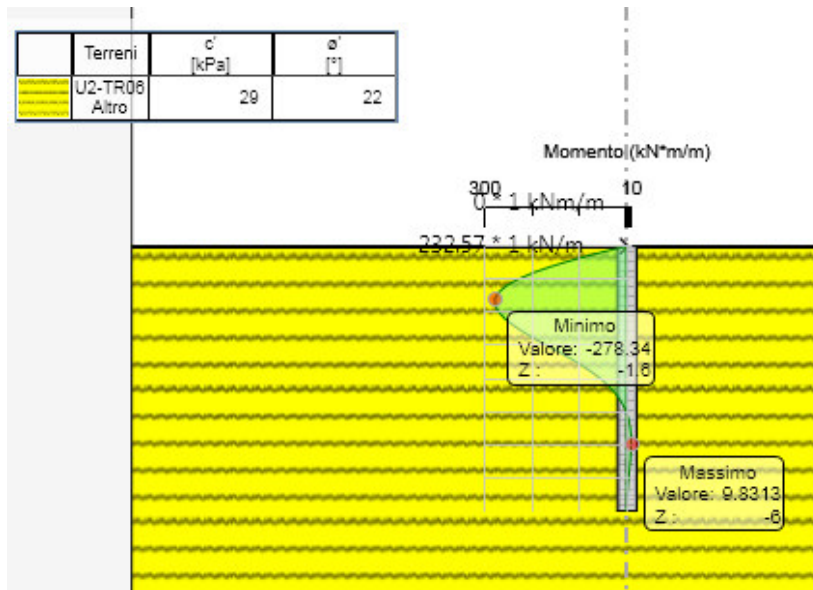 Terreni c' ø'
[kPa] [°]
U2-TR06
Altro 29 22
Momento (kN*m/m)
300 10
0 * 1 kNm/m
232.57 * 1 kN/m
Minimo
Valore: -278.34
Z : -1.6
Massimo
Valore: 9.8313
Z : -6